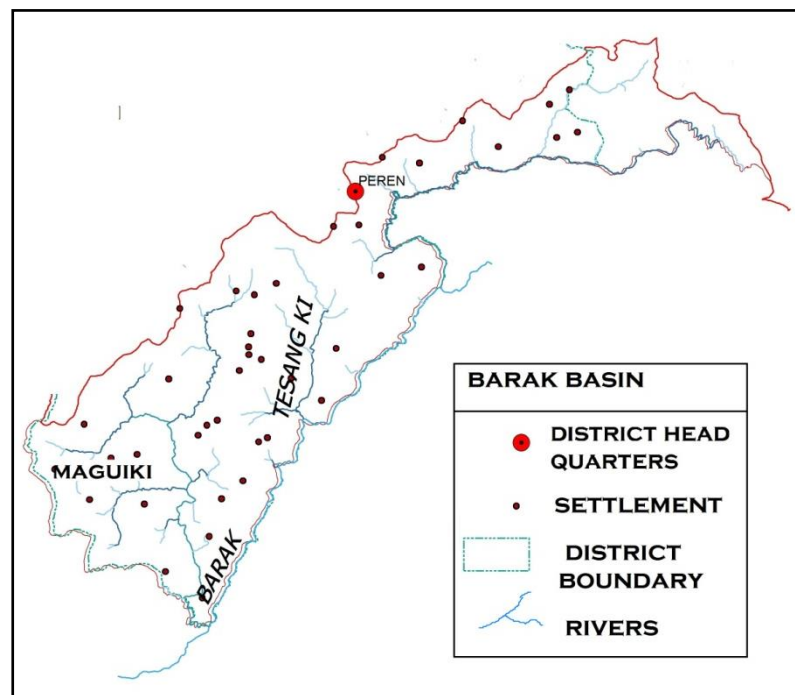 PEREN
TESANG KI
MAGUIKI
BARAK
BARAK BASIN
DISTRICT HEAD
QUARTERS
SETTLEMENT
DISTRICT
BOUNDARY
RIVERS